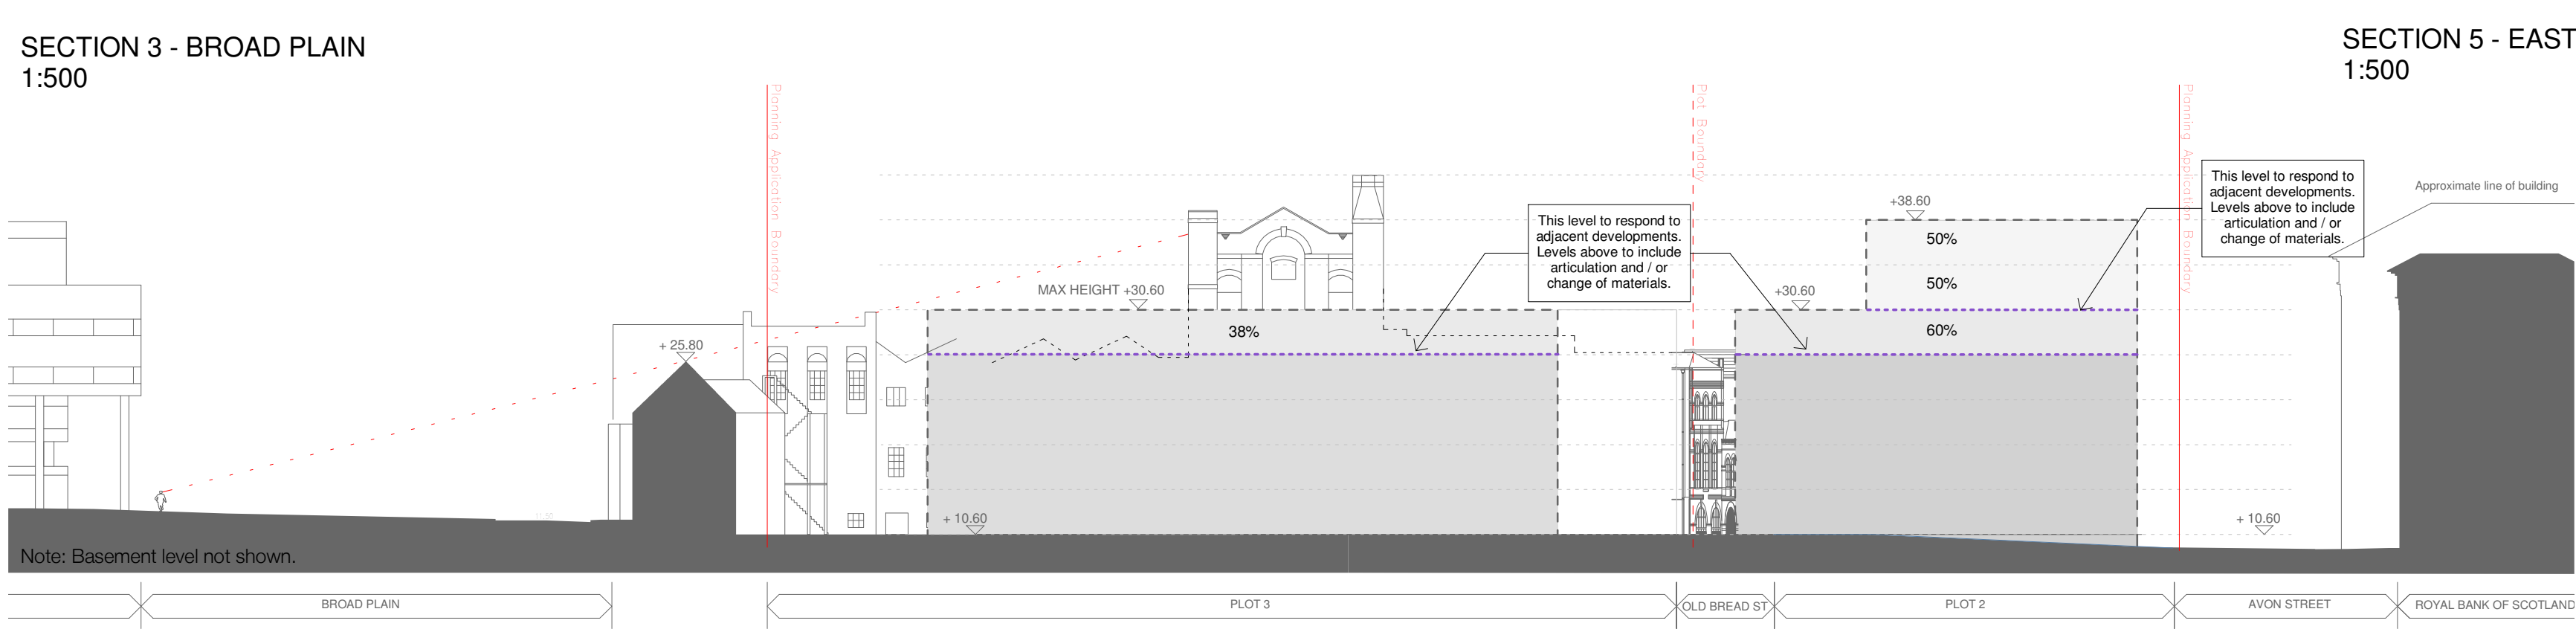 SECTION 3 - BROAD PLAIN
1:500
SECTION 5 - EAST
1:500
Planning Application Boundary
Plot Boundary
Planning Application Boundary
This level to respond to
adjacent developments.
Levels above to include
articulation and / or
change of materials.
This level to respond to
adjacent developments.
Levels above to include
articulation and / or
change of materials.
Approximate line of building
+38.60
50%
50%
MAX HEIGHT +30.60
+30.60
38%
60%
+ 25.80
11.50
+ 10.60
+ 10.60
Note: Basement level not shown.
BROAD PLAIN
PLOT 3
OLD BREAD ST
PLOT 2
AVON STREET
ROYAL BANK OF SCOTLAND